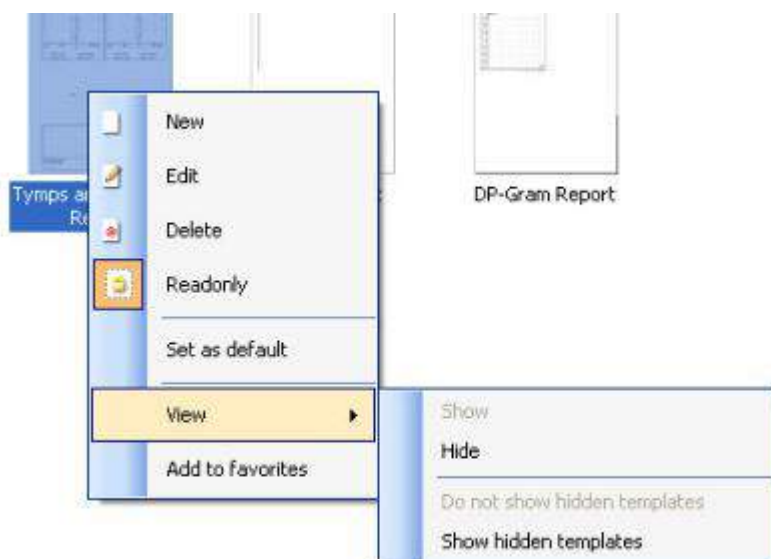 Tymps a
Re
DP-Gram Report
New
Edit
Delete
Readonly
Set as default
View
Add to favorites
Show
Hide
Do not show hidden templates
Show hidden templates